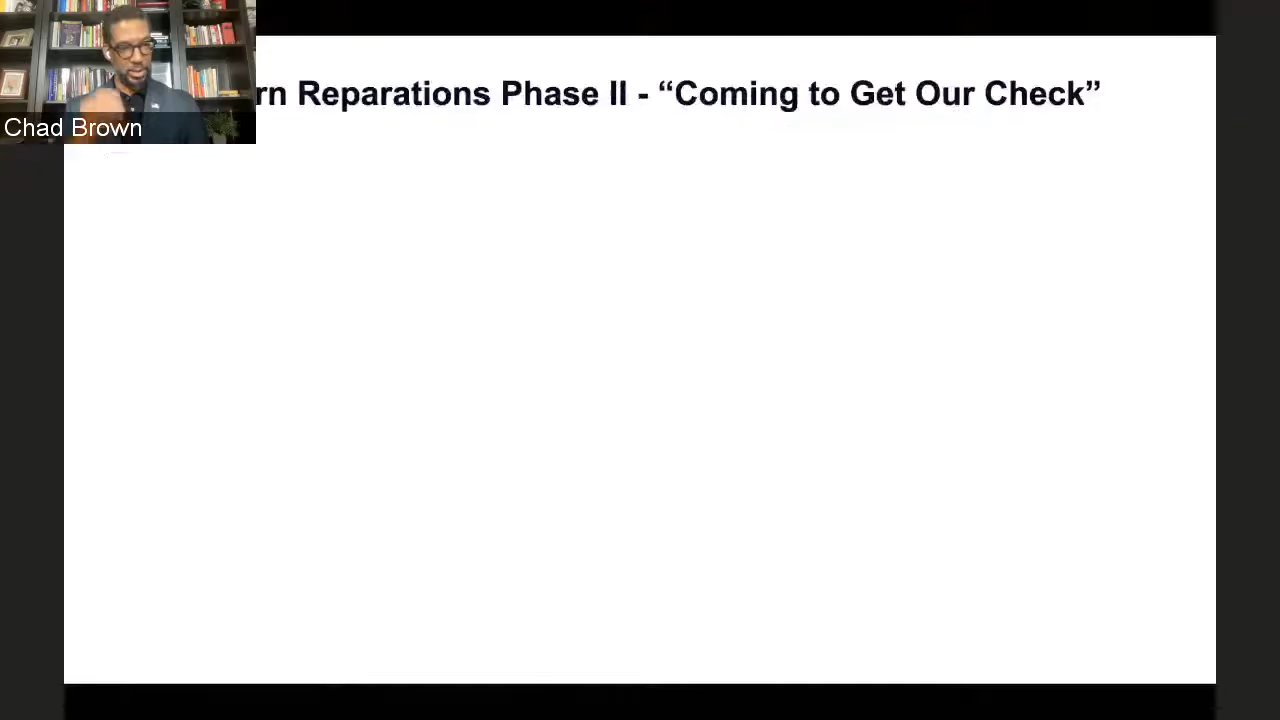 rn Reparations Phase II - “Coming to Get Our Check”
Chad Brown